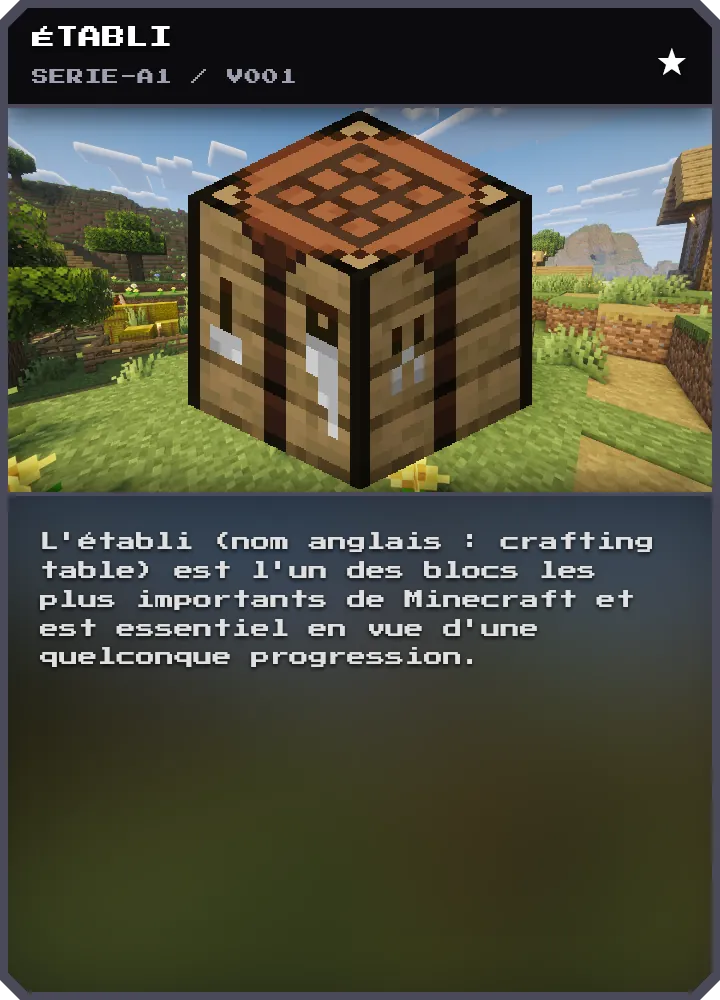 éTABLI
SERIE-A1 / V001
L'établi (nom anglais : crafting
table) est l'un des blocs les
plus importants de Minecraft et
est essentiel en vue d'une
quelconque progression.